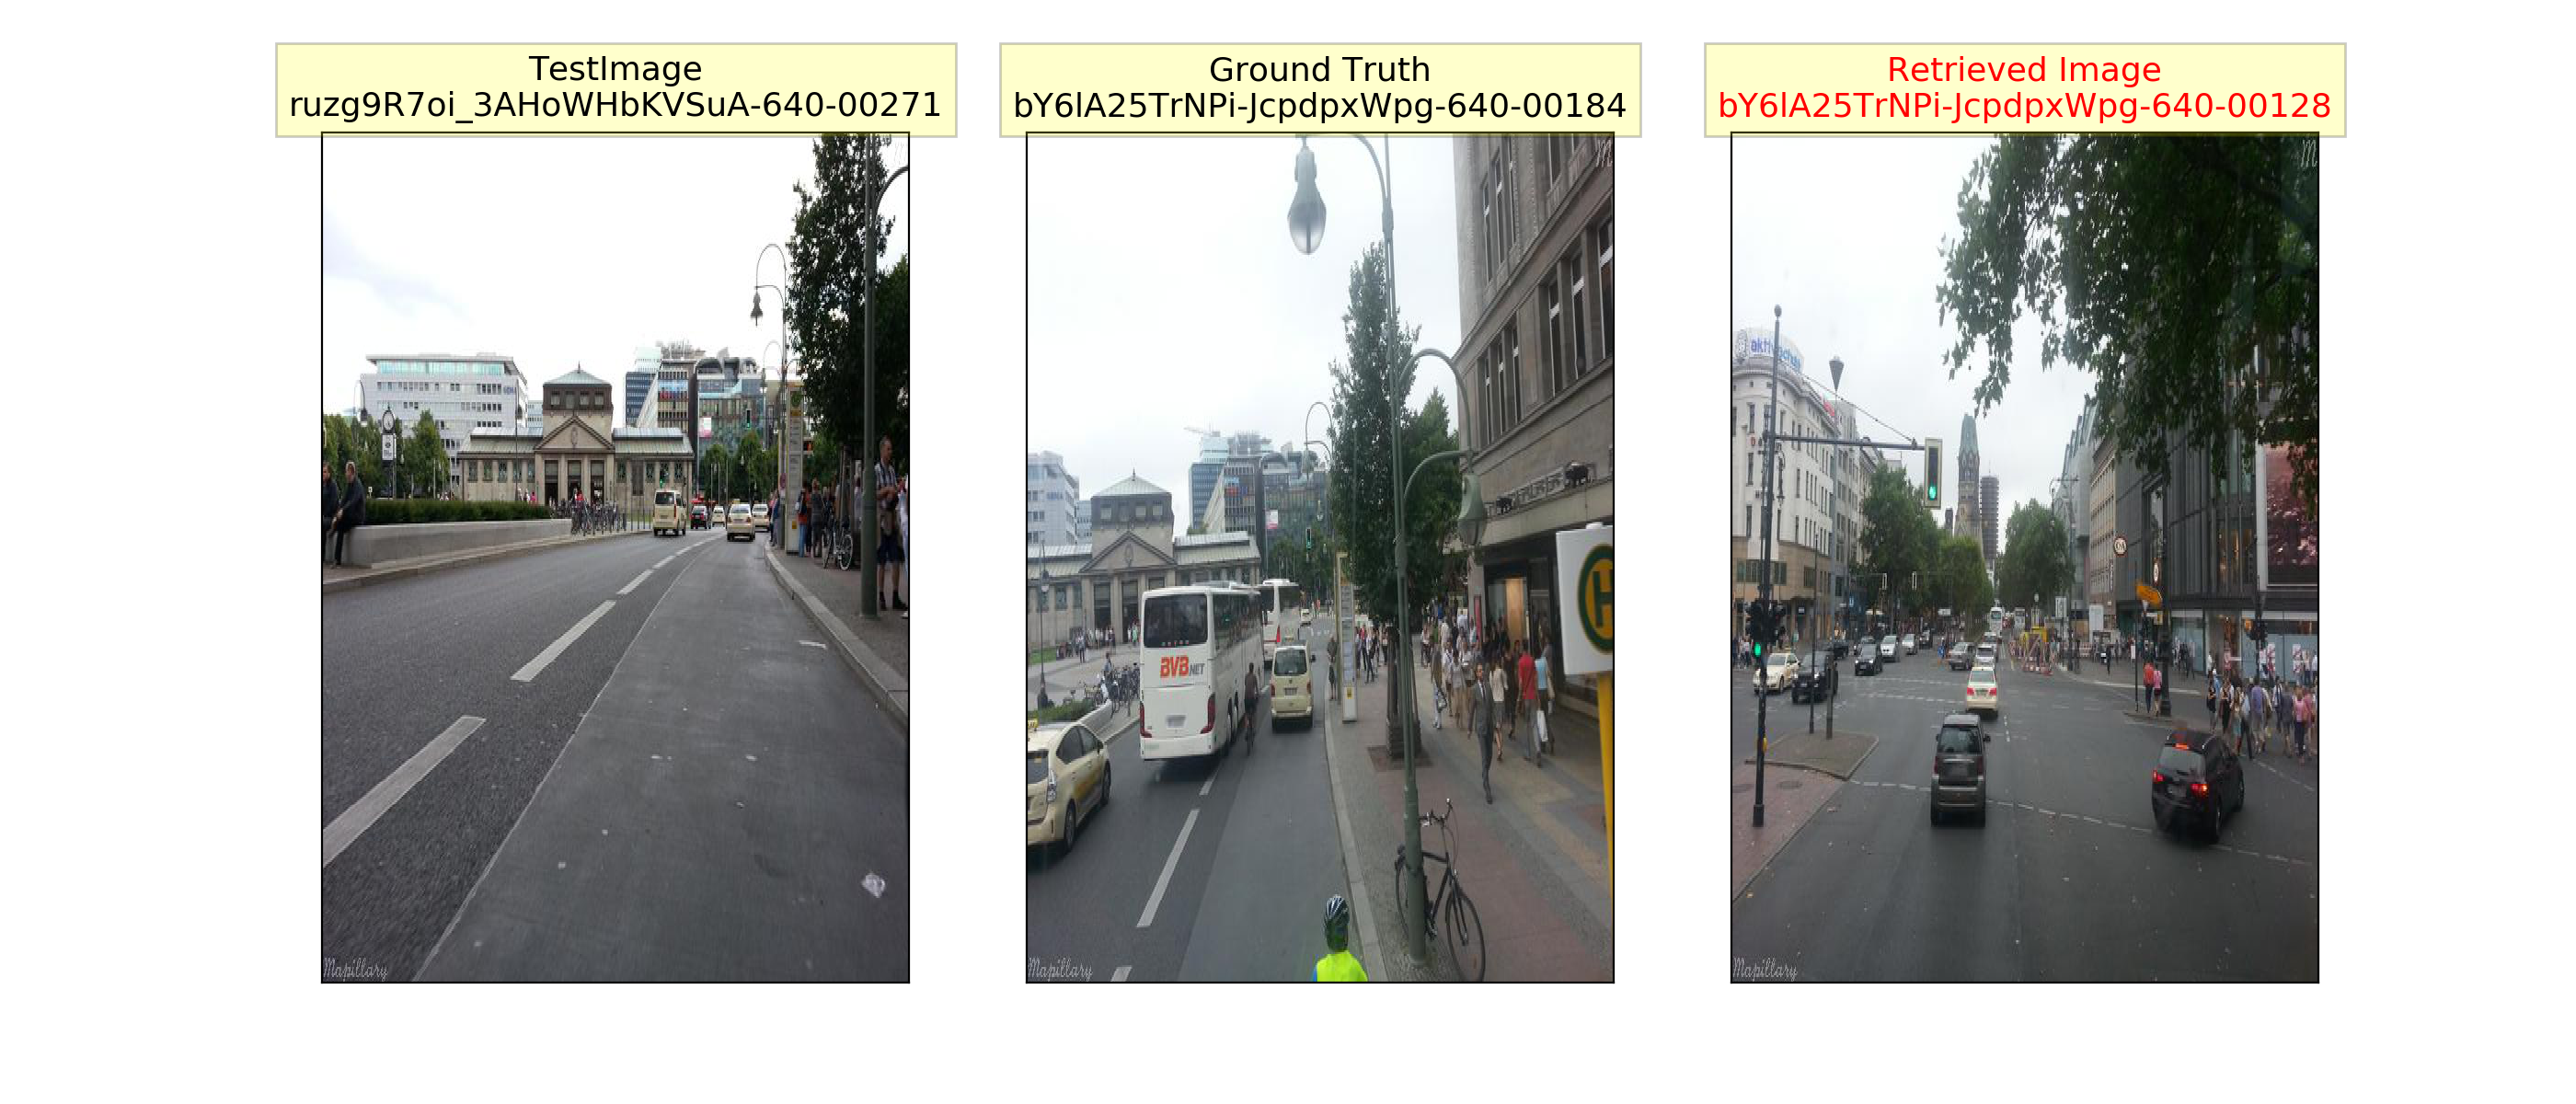 TestImage
ruzg9R7oi_3AHoWHbKVSuA-640-00271
Ground Truth
bY6lA25TrNPi-JcpdpxWpg-640-00184
Retrieved Image
bY6lA25TrNPi-JcpdpxWpg-640-00128
H
BVB NET
Mapillary
Mapillary
Mapillary